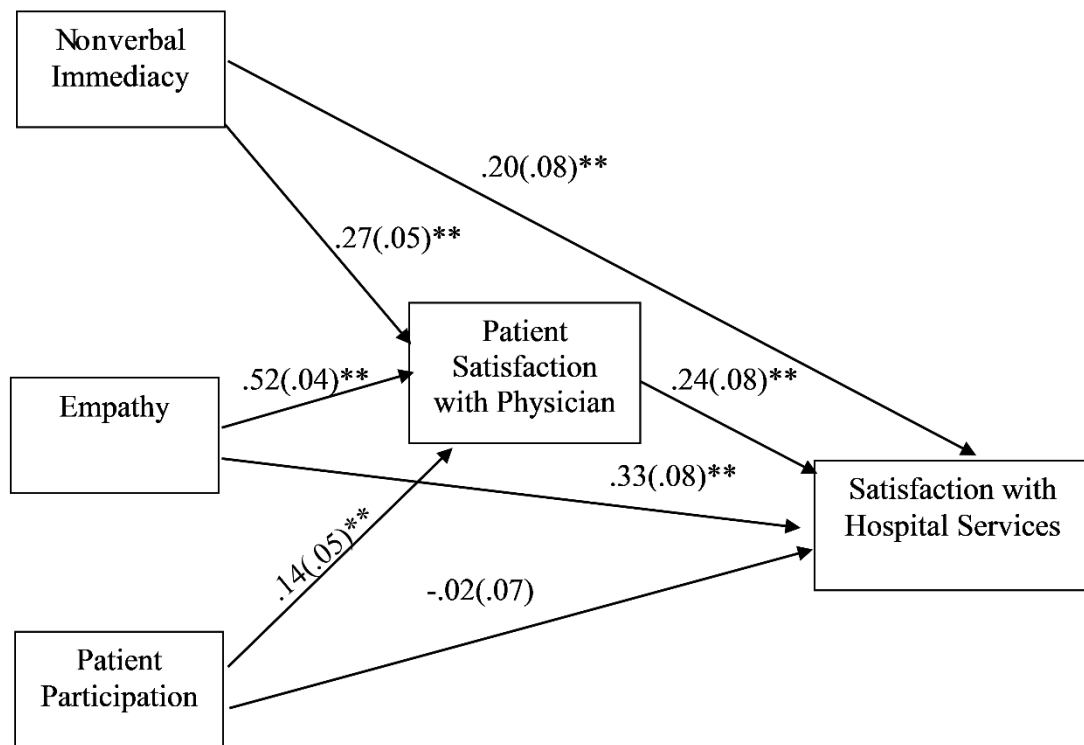 Nonverbal
Immediacy
.20(.08)**
.27(.05)**
Patient
Satisfaction
with Physician
.52(.04)**
Empathy
.24(.08)**
.33(.08)**
Satisfaction with
Hospital Services
.14(.05)**
-.02(.07)
Patient
Participation